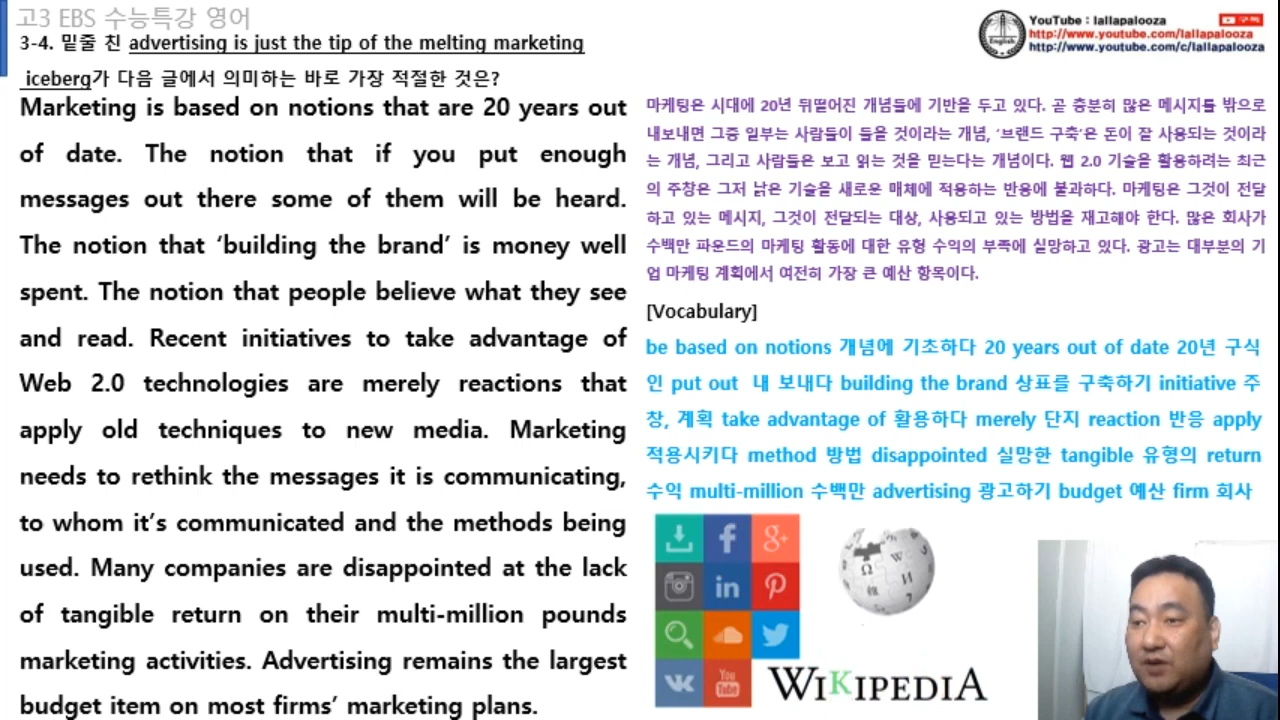 고3 EBS 수능특강 영어
3-4. 밑줄 친 advertising is just the tip of the melting marketing
iceberg가 다음 글에서 의미하는 바로 가장 적절한 것은?
Marketing is based on notions that are 20 years out
of date. The notion that if you put enough
messages out there some of them will be heard.
The notion that ‘building the brand’ is money well
spent. The notion that people believe what they see
and read. Recent initiatives to take advantage of
Web 2.0 technologies are merely reactions that
apply old techniques to new media. Marketing
needs to rethink the messages it is communicating,
to whom it’s communicated and the methods being
used. Many companies are disappointed at the lack
of tangible return on their multi-million pounds
marketing activities. Advertising remains the largest
budget item on most firms’ marketing plans.
YouTube : lallapalooza
구독
http://www.youtube.com/lallapalooza
http://www.youtube.com/c/lallapalooza
English
마케팅은 시대에 20년 뒤떨어진 개념들에 기반을 두고 있다. 곧 충분히 많은 메시지를 밖으로
내보내면 그중 일부는 사람들이 들을 것이라는 개념, ‘브랜드 구축’은 돈이 잘 사용되는 것이라
는 개념, 그리고 사람들은 보고 읽는 것을 믿는다는 개념이다. 웹 2.0 기술을 활용하려는 최근
의 주창은 그저 낡은 기술을 새로운 매체에 적용하는 반응에 불과하다. 마케팅은 그것이 전달
하고 있는 메시지, 그것이 전달되는 대상, 사용되고 있는 방법을 재고해야 한다. 많은 회사가
수백만 파운드의 마케팅 활동에 대한 유형 수익의 부족에 실망하고 있다. 광고는 대부분의 기
업 마케팅 계획에서 여전히 가장 큰 예산 항목이다.
[Vocabulary]
be based on notions 개념에 기초하다 20 years out of date 20년 구식
인 put out 내 보내다 building the brand 상표를 구축하기 initiative 주
창, 계획 take advantage of 활용하다 merely 단지 reaction 반응 apply
적용시키다 method 방법 disappointed 실망한 tangible 유형의 return
수익 multi-million 수백만 advertising 광고하기 budget 예산 firm 회사
f
g+
in
You
Tube
W
Ω
И
WIKIPEDIA